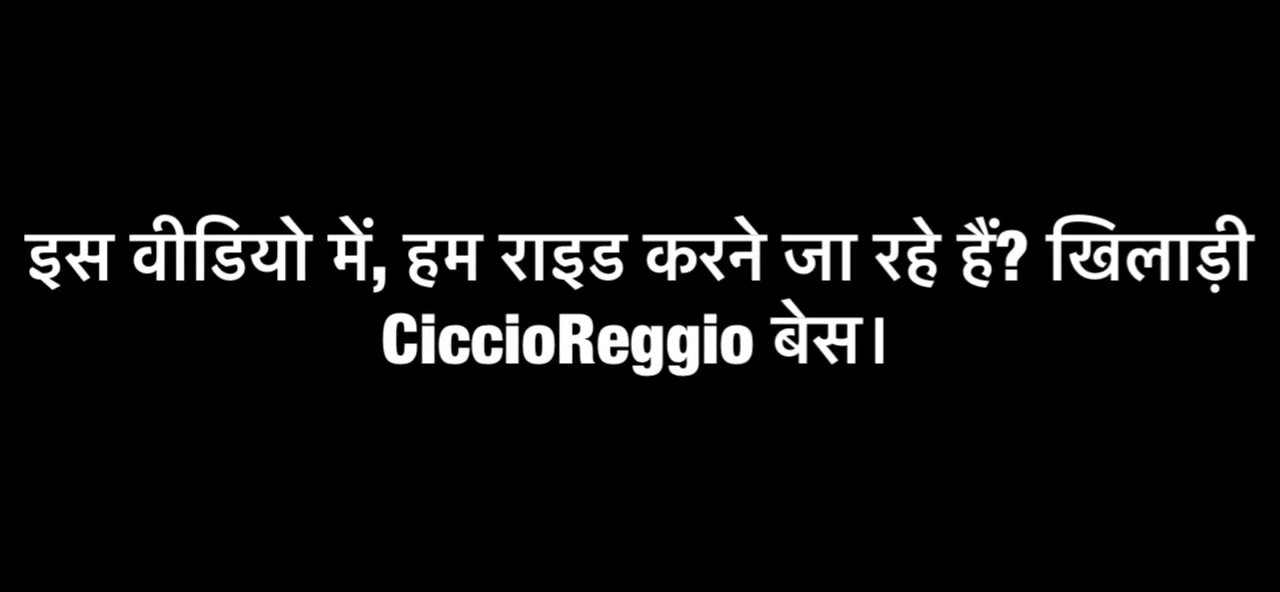 इस वीडियो में, हम राइड करने जा रहे हैं? खिलाड़ी
CiccioReggio बेस।